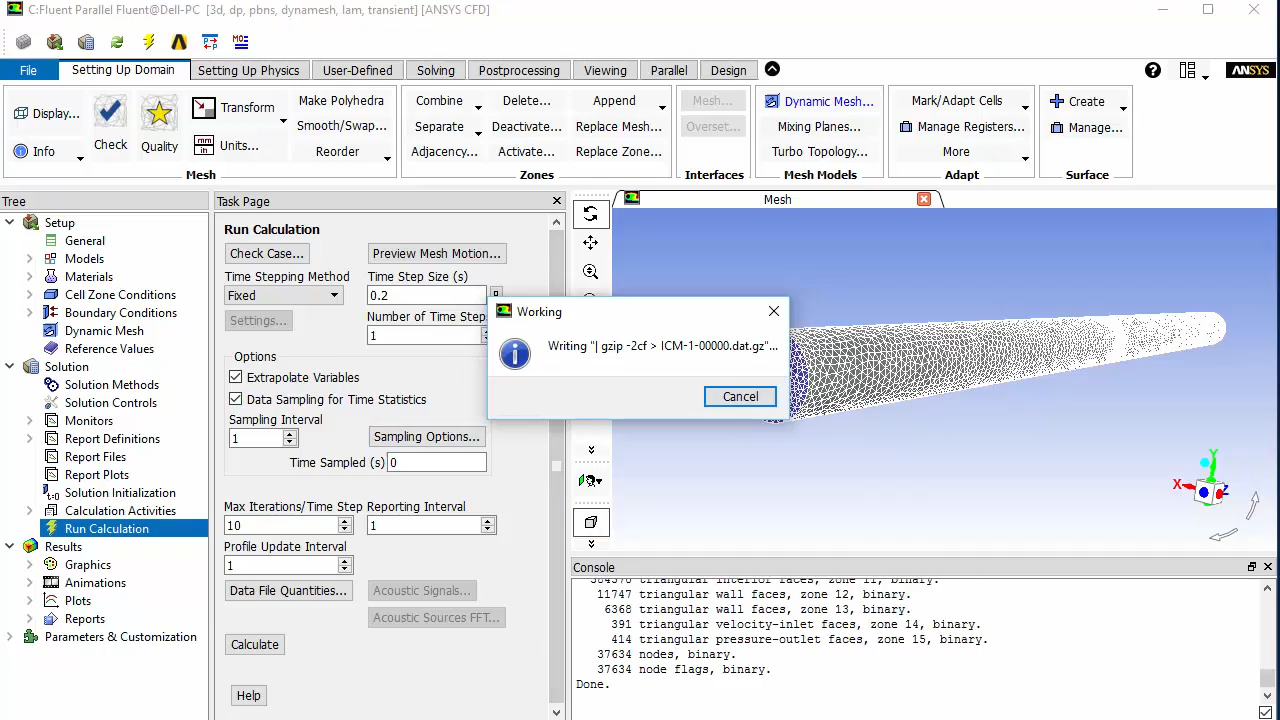 C:Fluent Parallel Fluent@Dell-PC [3d, dp, pbns, dynamesh, lam, transient] [ANSYS CFD]
File Setting Up Domain Setting Up Physics User-Defined Solving Postprocessing Viewing Parallel Design ANSYS
Display... Check Quality Transform Make Polyhedra Combine Delete... Append Mesh... Dynamic Mesh... Mark/Adapt Cells Create
Info mm in Units... Smooth/Swap... Separate Deactivate... Replace Mesh... Overset... Mixing Planes... Manage Registers... Manage...
Reorder Adjacency... Activate... Replace Zone... Turbo Topology... More
Mesh Zones Interfaces Mesh Models Adapt Surface
Tree
Setup
General
Models
Materials
Cell Zone Conditions
Boundary Conditions
Dynamic Mesh
Reference Values
Solution
Solution Methods
Solution Controls
Monitors
Report Definitions
Report Files
Report Plots
Solution Initialization
Calculation Activities
Run Calculation
Results
Graphics
Animations
Plots
Reports
Parameters & Customization
Task Page
Run Calculation
Check Case... Preview Mesh Motion...
Time Stepping Method Time Step Size (s)
Fixed 0.2
Settings... Number of Time Step
1
Options
Extrapolate Variables
Data Sampling for Time Statistics
Sampling Interval
1 Sampling Options...
Time Sampled (s) 0
Max Iterations/Time Step Reporting Interval
10 1
Profile Update Interval
1
Data File Quantities... Acoustic Signals...
Acoustic Sources FFT...
Calculate
Help
Mesh
Working
Writing "| gzip -2cf > ICM-1-00000.dat.gz"...
Cancel
X Y Z
Console
triangular interior faces, zone 11, binary.
11747 triangular wall faces, zone 12, binary.
6368 triangular wall faces, zone 13, binary.
391 triangular velocity-inlet faces, zone 14, binary.
414 triangular pressure-outlet faces, zone 15, binary.
37634 nodes, binary.
37634 node flags, binary.
Done.